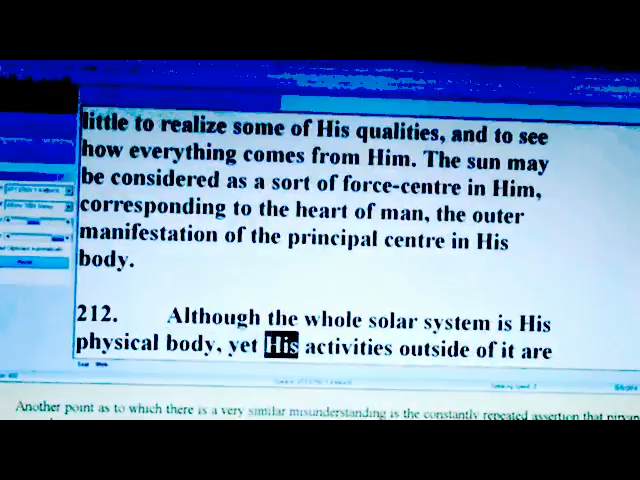 little to realize some of His qualities, and to see
how everything comes from Him. The sun may
be considered as a sort of force-centre in Him,
corresponding to the heart of man, the outer
manifestation of the principal centre in His
body.
212. Although the whole solar system is His
physical body, yet His activities outside of it are
Another point as to which there is a very similar misunderstanding is the constantly repeated assertion that